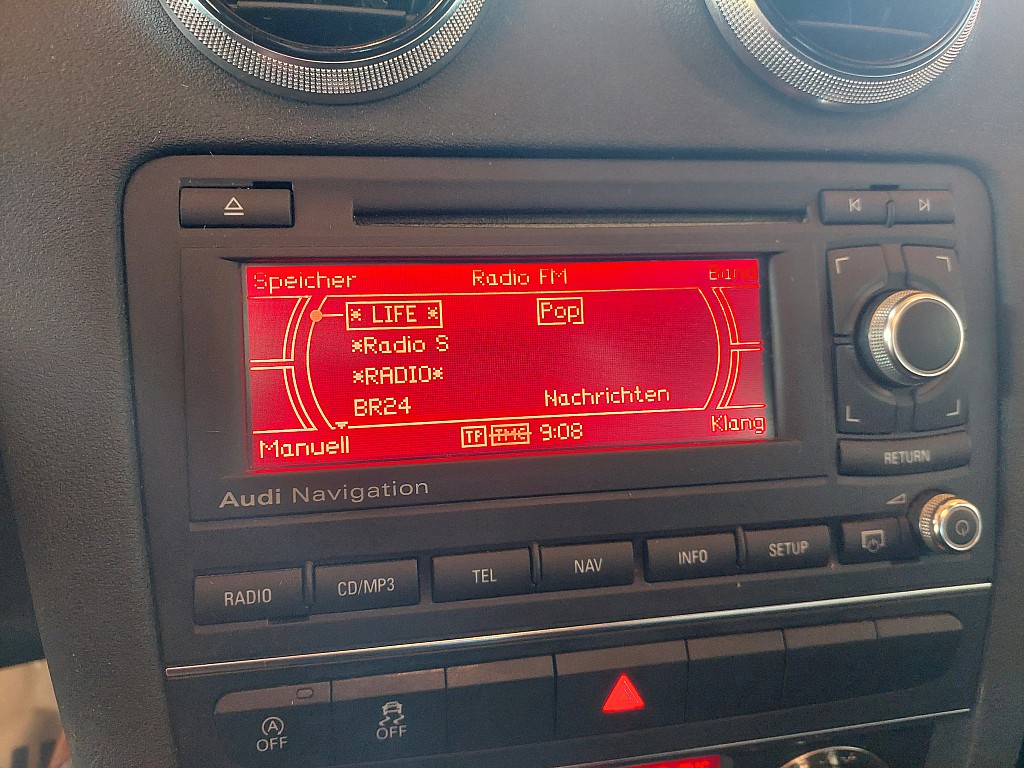 Speicher Radio FM Band
* LIFE * Pop
*Radio S
*RADIO*
BR24 Nachrichten
Manuell TP TMC 9:08 Klang
Audi Navigation
RETURN
RADIO CD/MP3 TEL NAV INFO SETUP
A OFF OFF